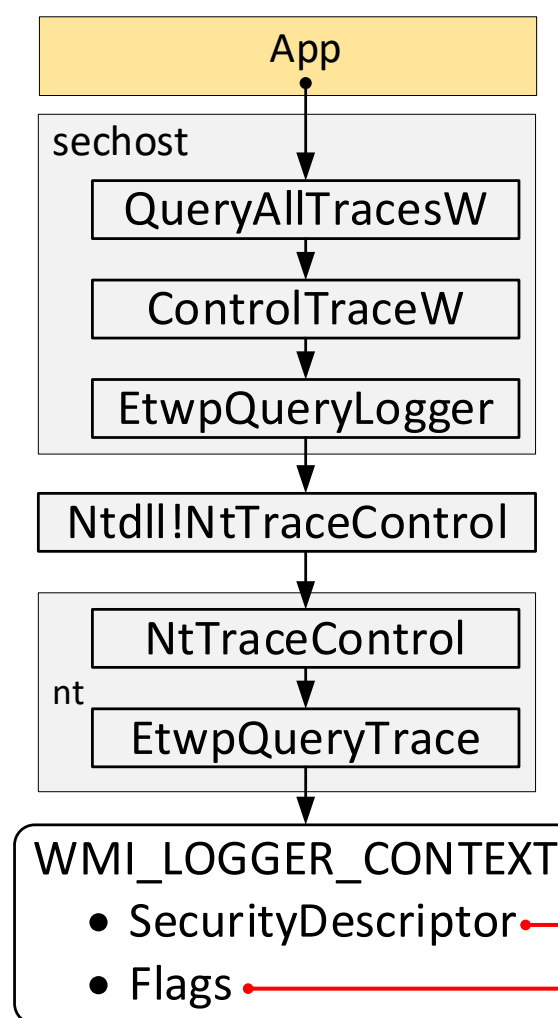 App
sechost
QueryAllTracesW
ControlTraceW
EtwpQueryLogger
Ntdll!NtTraceControl
NtTraceControl
nt
EtwpQueryTrace
WMI_LOGGER_CONTEXT
• SecurityDescriptor
• Flags